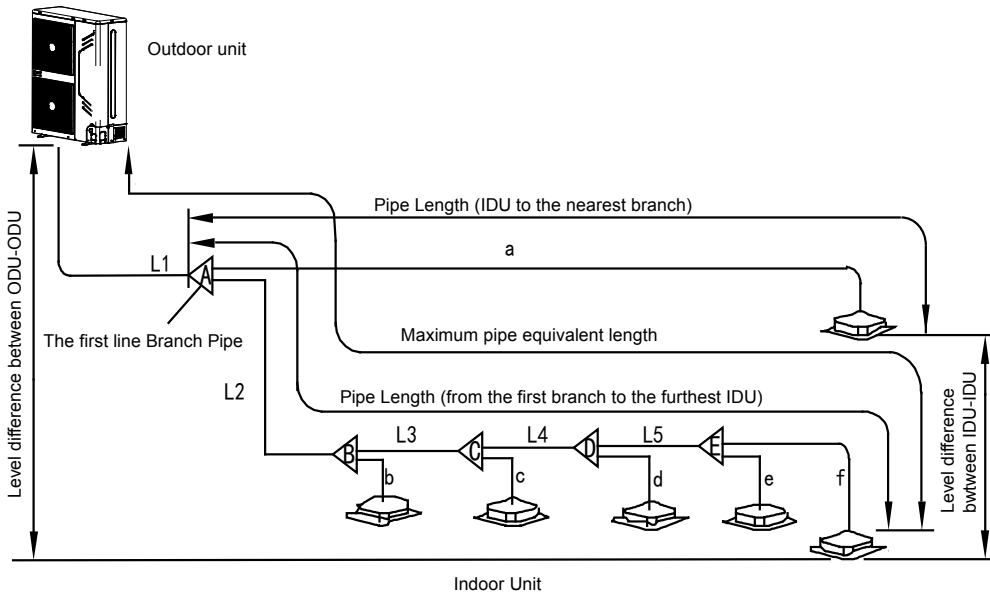 Outdoor unit
Pipe Length (IDU to the nearest branch)
a
L1
A
The first line Branch Pipe
Maximum pipe equivalent length
L2
Pipe Length (from the first branch to the furthest IDU)
L3
L4
L5
B
C
D
E
b
c
d
e
f
Level difference between ODU-ODU
Level difference
bwtween IDU-IDU
Indoor Unit